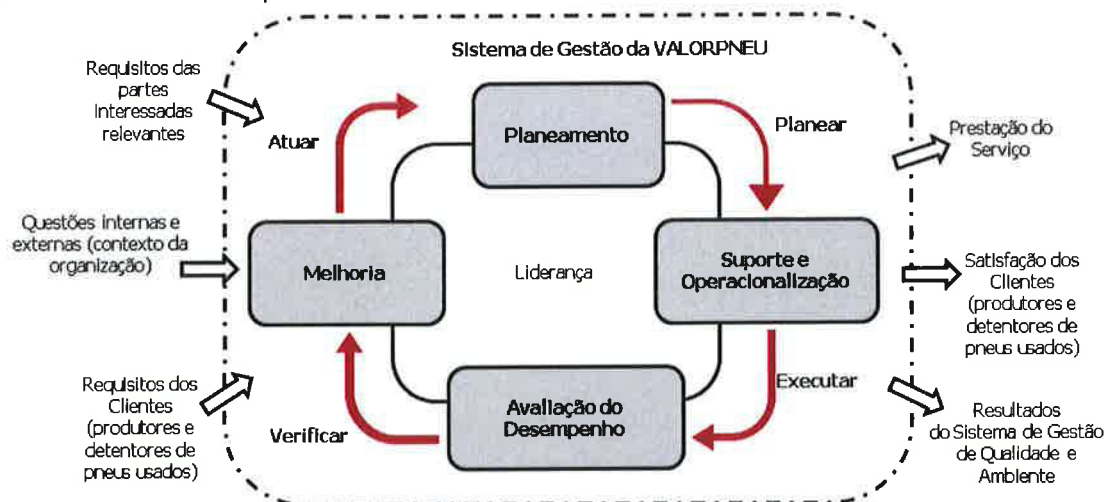 Sistema de Gestão da VALORPNEU
Requisitos das
partes
interessadas
relevantes
Atuar
Planeamento
Planear
Prestação do
Serviço
Questões internas e
externas (contexto da
organização)
Melhoria
Liderança
Suporte e
Operacionalização
Satisfação dos
Clientes
(produtores e
detentores de
pneus usados)
Requisitos dos
Clientes
(produtores e
detentores de
pneus usados)
Verificar
Avaliação do
Desempenho
Executar
Resultados
do Sistema de Gestão
de Qualidade e
Ambiente